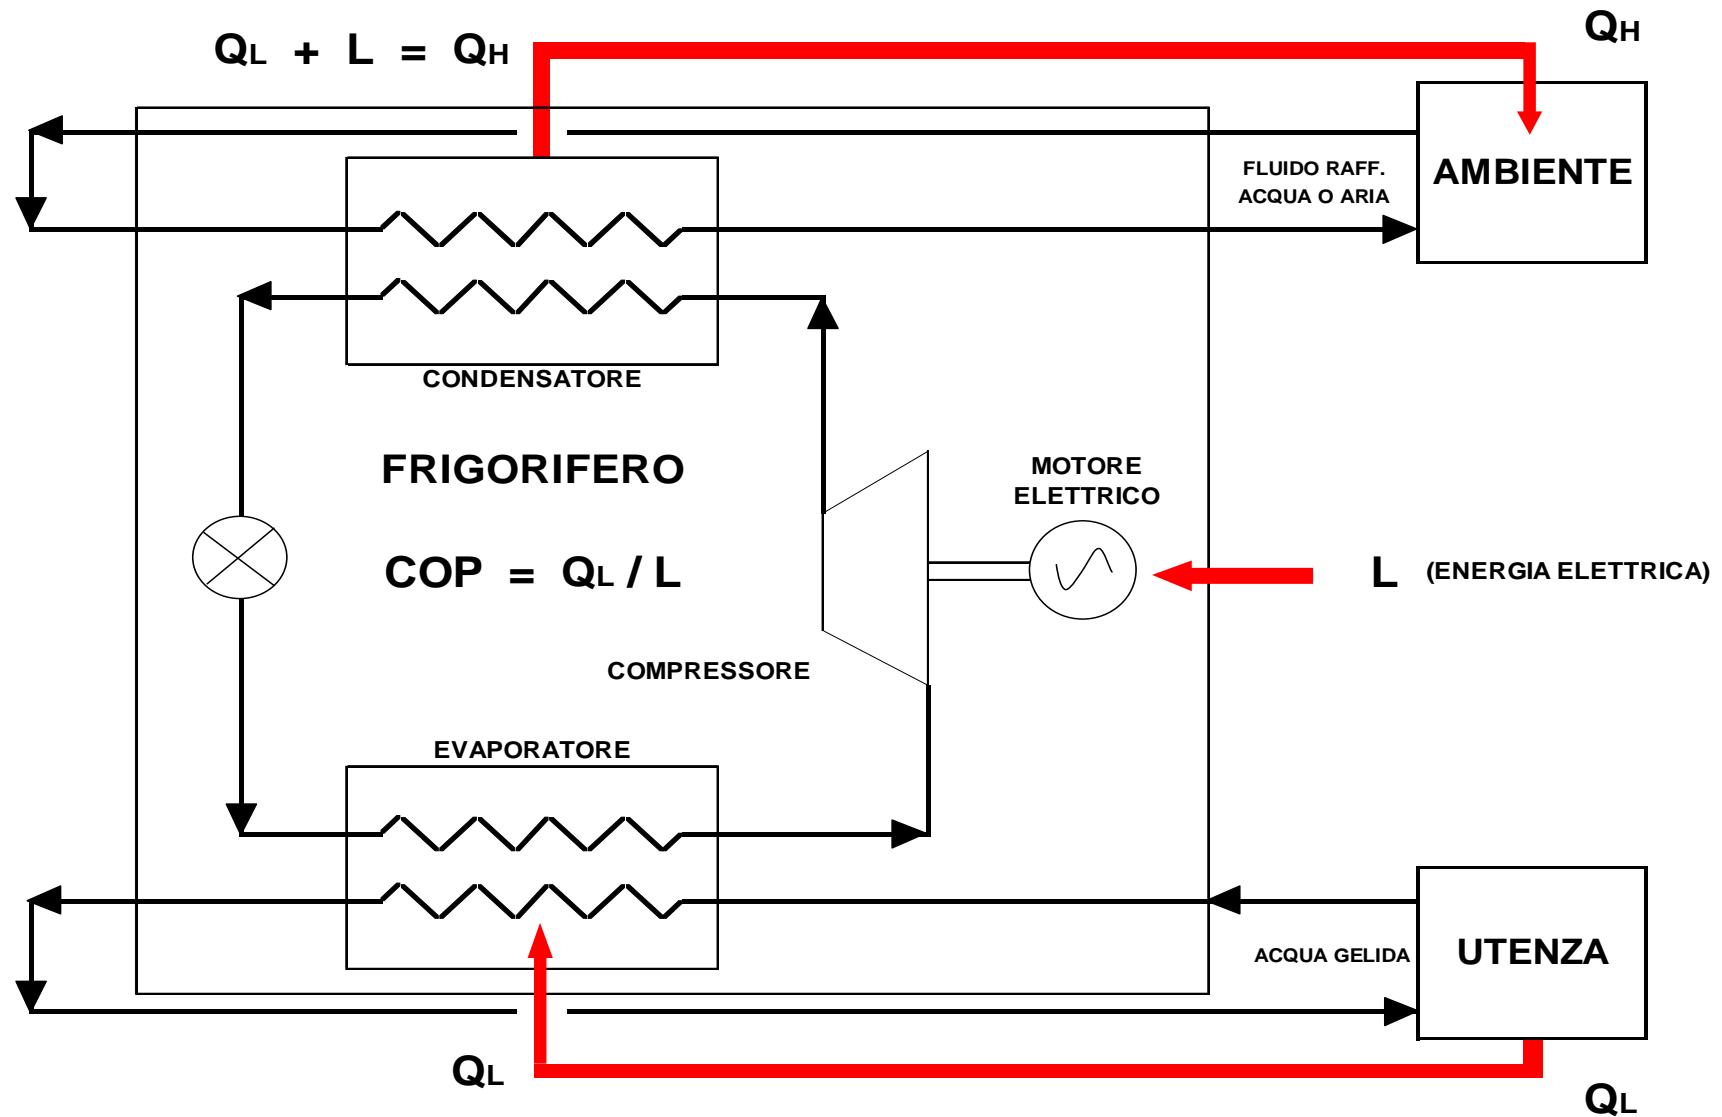 QH
QL + L = QH
FLUIDO RAFF.
ACQUA O ARIA
AMBIENTE
CONDENSATORE
FRIGORIFERO
MOTORE
ELETTRICO
COP = QL / L
L (ENERGIA ELETTRICA)
COMPRESSORE
EVAPORATORE
ACQUA GELIDA
UTENZA
QL
QL